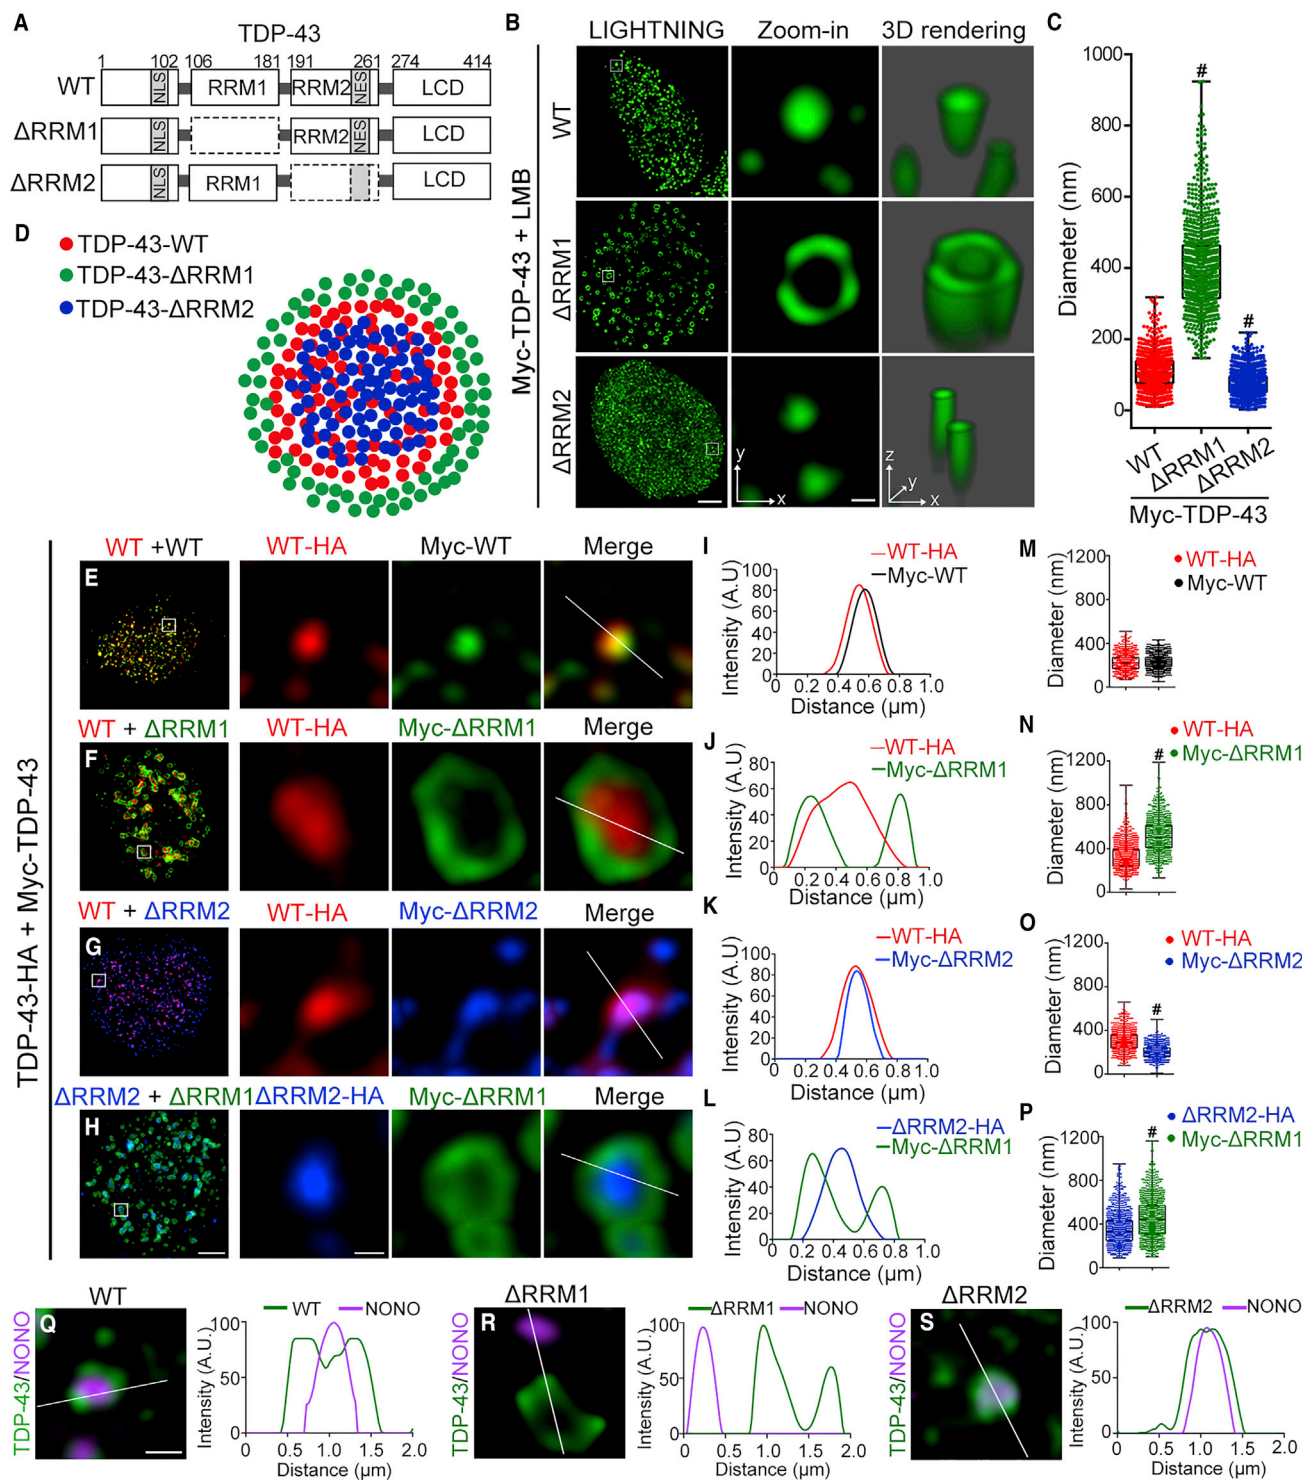 A
TDP-43
1 102 106 181 191 261 274 414
WT NLS RRM1 RRM2 NES LCD
ΔRRM1 NLS RRM2 NES LCD
ΔRRM2 NLS RRM1 LCD
B
LIGHTNING Zoom-in 3D rendering
Myc-TDP-43 + LMB
WT
ΔRRM1
ΔRRM2
y x
z y x
C
Diameter (nm)
1000
800
600
400
200
0
# #
WT ΔRRM1 ΔRRM2
Myc-TDP-43
D
TDP-43-WT
TDP-43-ΔRRM1
TDP-43-ΔRRM2
TDP-43-HA + Myc-TDP-43
WT +WT WT-HA Myc-WT Merge
E
WT + ΔRRM1 WT-HA Myc-ΔRRM1 Merge
F
WT + ΔRRM2 WT-HA Myc-ΔRRM2 Merge
G
ΔRRM2 + ΔRRM1 ΔRRM2-HA Myc-ΔRRM1 Merge
H
I
WT-HA
Myc-WT
Intensity (A.U)
100
80
60
40
20
0
0 0.2 0.4 0.6 0.8 1.0
Distance (µm)
J
WT-HA
Myc-ΔRRM1
Intensity (A.U)
80
60
40
20
0
0 0.2 0.4 0.6 0.8 1.0
Distance (µm)
K
WT-HA
Myc-ΔRRM2
Intensity (A.U)
100
80
60
40
20
0
0 0.2 0.4 0.6 0.8 1.0
Distance (µm)
L
ΔRRM2-HA
Myc-ΔRRM1
Intensity (A.U)
80
60
40
20
0
0 0.2 0.4 0.6 0.8 1.0
Distance (µm)
M
WT-HA
Myc-WT
Diameter (nm)
1200
800
400
0
N
WT-HA
Myc-ΔRRM1
#
Diameter (nm)
1200
800
400
0
O
WT-HA
Myc-ΔRRM2
#
Diameter (nm)
1200
800
400
0
P
ΔRRM2-HA
Myc-ΔRRM1
#
Diameter (nm)
1200
800
400
0
WT
Q
TDP-43/NONO
WT NONO
Intensity (A.U.)
100
50
0
0 0.5 1.0 1.5 2.0
Distance (µm)
ΔRRM1
R
TDP-43/NONO
ΔRRM1 NONO
Intensity (A.U.)
100
50
0
0 0.5 1.0 1.5 2.0
Distance (µm)
ΔRRM2
S
TDP-43/NONO
ΔRRM2 NONO
Intensity (A.U.)
100
50
0
0 0.5 1.0 1.5 2.0
Distance (µm)